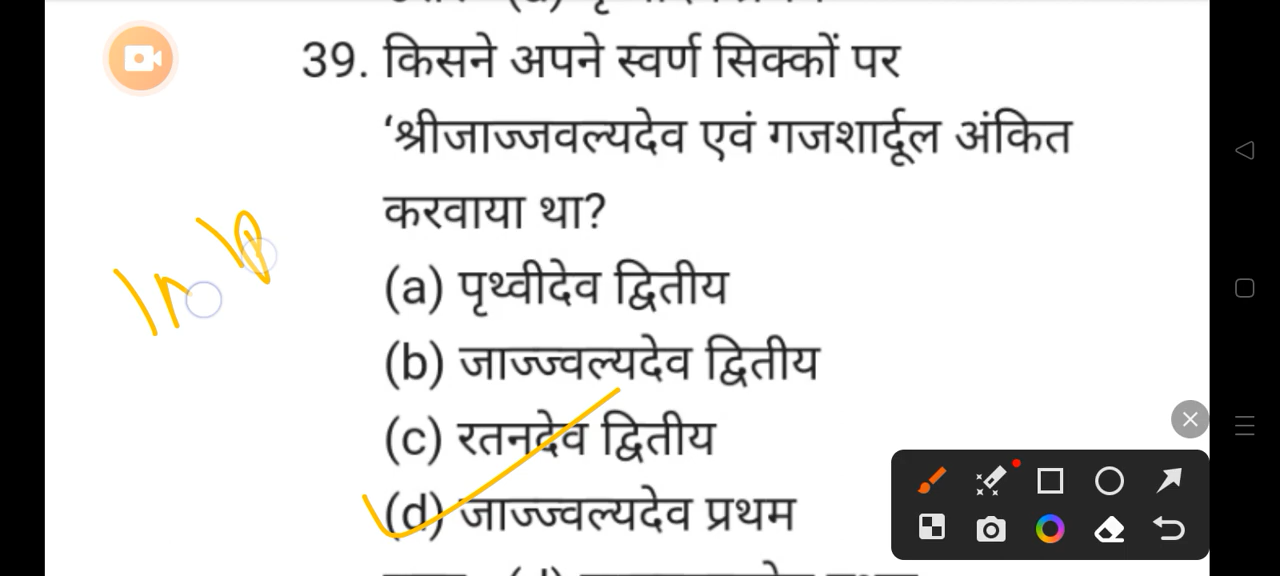 39. किसने अपने स्वर्ण सिक्कों पर
‘श्रीजाज्जवल्यदेव एवं गजशार्दूल अंकित
करवाया था?
(a) पृथ्वीदेव द्वितीय
(b) जाज्ज्वल्यदेव द्वितीय
(c) रतनदेव द्वितीय
(d) जाज्ज्वल्यदेव प्रथम